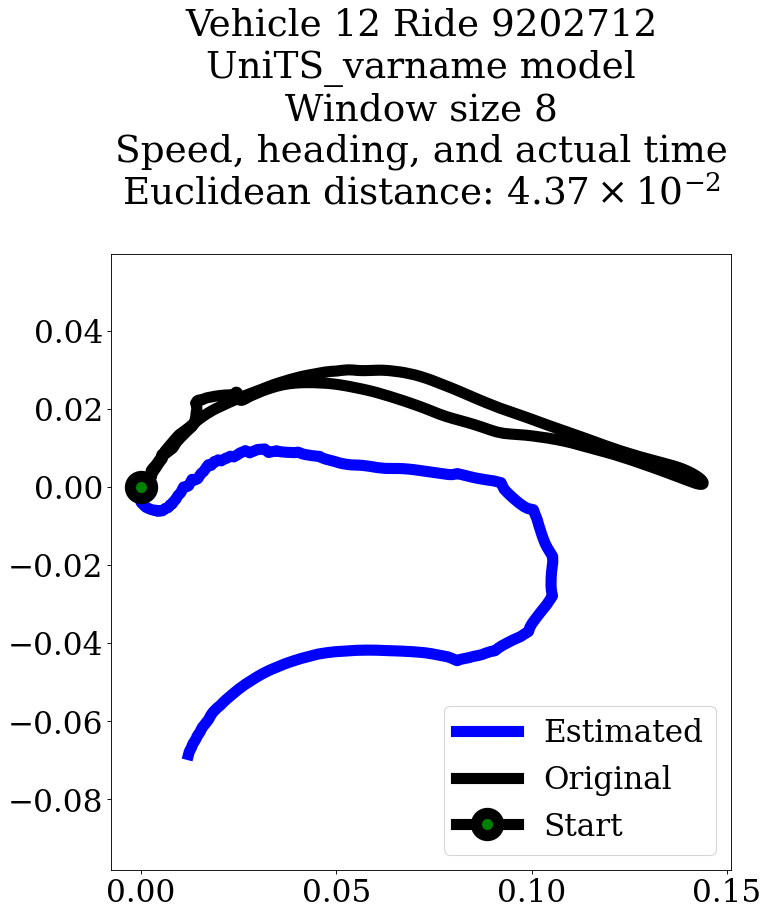 Vehicle 12 Ride 9202712
UniTS_varname model
Window size 8
Speed, heading, and actual time
Euclidean distance: 4.37 × 10⁻²
0.04
0.02
0.00
−0.02
−0.04
−0.06
−0.08
Estimated
Original
Start
0.00 0.05 0.10 0.15